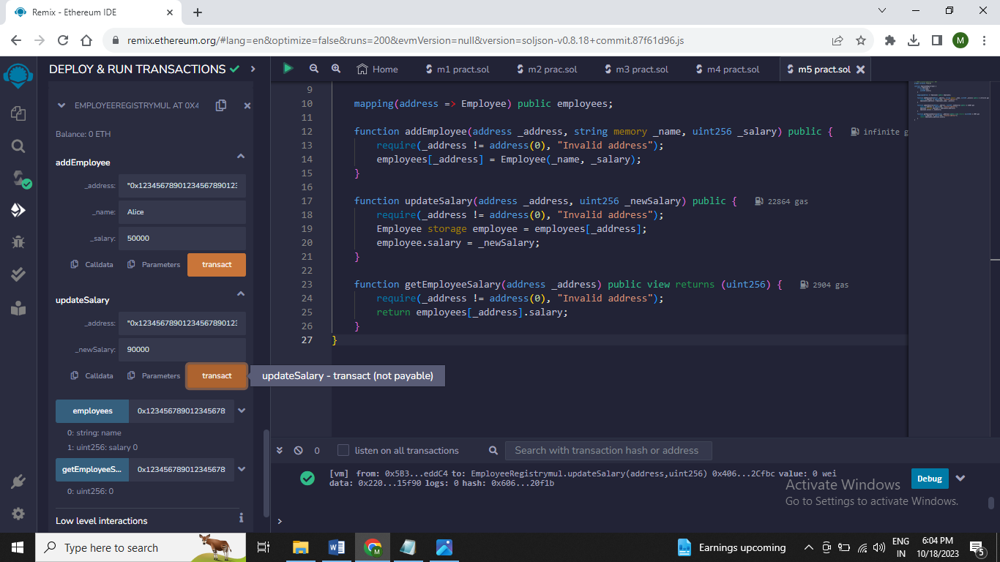 Remix - Ethereum IDE
remix.ethereum.org/#lang=en&optimize=false&runs=200&evmVersion=null&version=soljson-v0.8.18+commit.87f61d96.js
M
DEPLOY & RUN TRANSACTIONS
Home
m1 pract.sol
m2 prac.sol
m3 pract.sol
m4 pract.sol
m5 pract.sol
EMPLOYEEREGISTRYMUL AT 0X4
Balance: 0 ETH
addEmployee
_address: "0x1234567890123456789012:
_name: Alice
_salary: 50000
Calldata Parameters transact
updateSalary
_address: "0x1234567890123456789012:
_newSalary: 90000
Calldata Parameters transact
updateSalary - transact (not payable)
employees 0x123456789012345678
0: string: name
1: uint256: salary 0
getEmployeeS... 0x123456789012345678
0: uint256: 0
Low level interactions
9
10 mapping(address => Employee) public employees;
11
12 function addEmployee(address _address, string memory _name, uint256 _salary) public { infinite g
13 require(_address != address(0), "Invalid address");
14 employees[_address] = Employee(_name, _salary);
15 }
16
17 function updateSalary(address _address, uint256 _newSalary) public { 22864 gas
18 require(_address != address(0), "Invalid address");
19 Employee storage employee = employees[_address];
20 employee.salary = _newSalary;
21 }
22
23 function getEmployeeSalary(address _address) public view returns (uint256) { 2904 gas
24 require(_address != address(0), "Invalid address");
25 return employees[_address].salary;
26 }
27 }
0 listen on all transactions Search with transaction hash or address
[vm] from: 0x5B3...eddC4 to: EmployeeRegistrymul.updateSalary(address,uint256) 0x406...2Cfbc value: 0 wei
data: 0x220...15f90 logs: 0 hash: 0x606...20f1b
Debug
Activate Windows
Go to Settings to activate Windows.
>
Type here to search
Earnings upcoming
ENG
IN
6:04 PM
10/18/2023
5